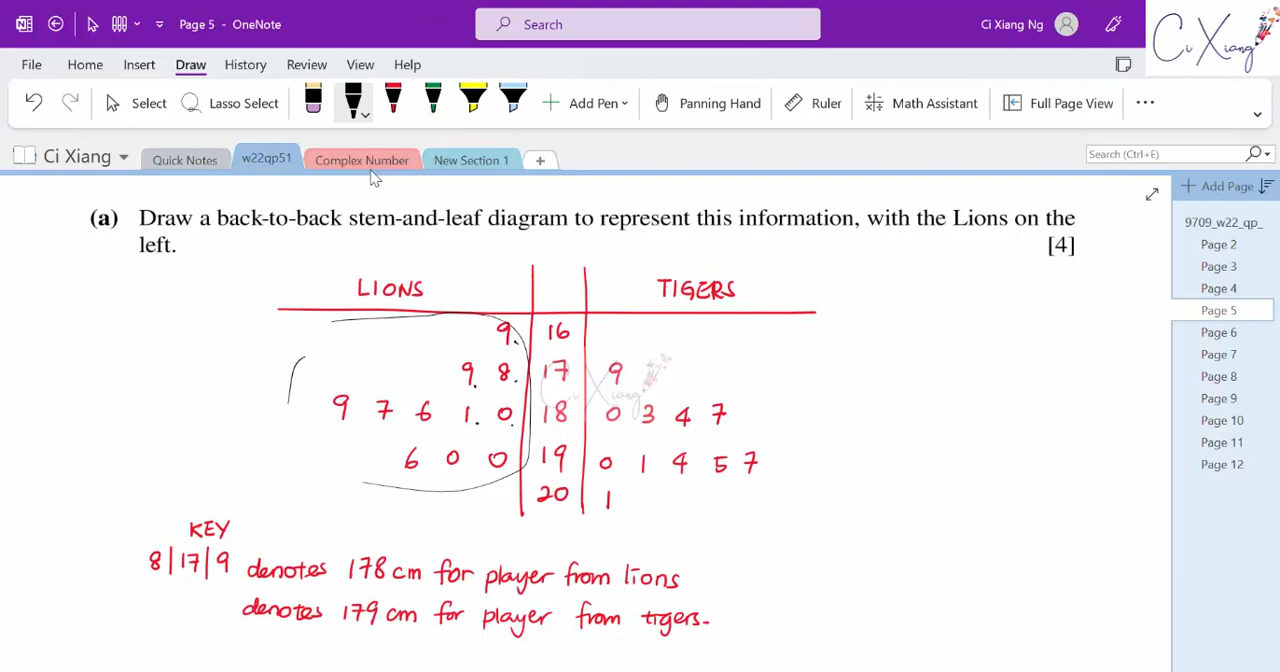 Page 5 - OneNote
Search
Ci Xiang Ng
Ci Xiang
File Home Insert Draw History Review View Help
Select Lasso Select Add Pen Panning Hand Ruler Math Assistant Full Page View
Ci Xiang Quick Notes w22qp51 Complex Number New Section 1 + Search (Ctrl+E)
Add Page
9709_w22_qp_
Page 2
Page 3
Page 4
Page 5
Page 6
Page 7
Page 8
Page 9
Page 10
Page 11
Page 12
(a) Draw a back-to-back stem-and-leaf diagram to represent this information, with the Lions on the
left. [4]
LIONS TIGERS
9 16
9 8 17 9
Ci Xiang
9 7 6 1 0 18 0 3 4 7
6 0 0 19 0 1 4 5 7
20 1
KEY
8|17|9 denotes 178cm for player from lions
denotes 179cm for player from tigers.